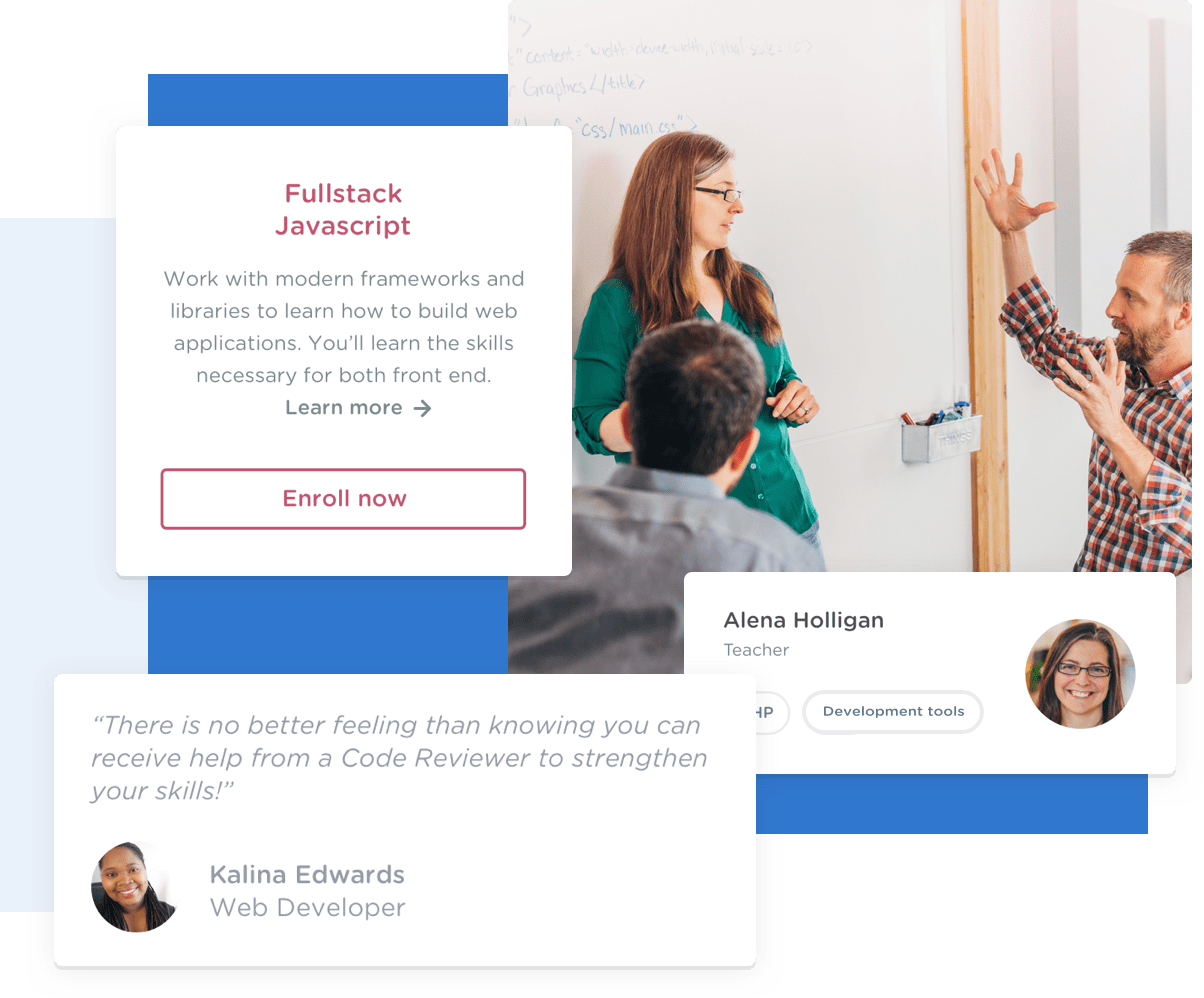 "content="width=device-width, initial-scale=
Graphics</title>
"css/main.css">
Fullstack
Javascript
Work with modern frameworks and
libraries to learn how to build web
applications. You’ll learn the skills
necessary for both front end.
Learn more →
Enroll now
THINGS
Alena Holligan
Teacher
HP
Development tools
“There is no better feeling than knowing you can
receive help from a Code Reviewer to strengthen
your skills!”
Kalina Edwards
Web Developer